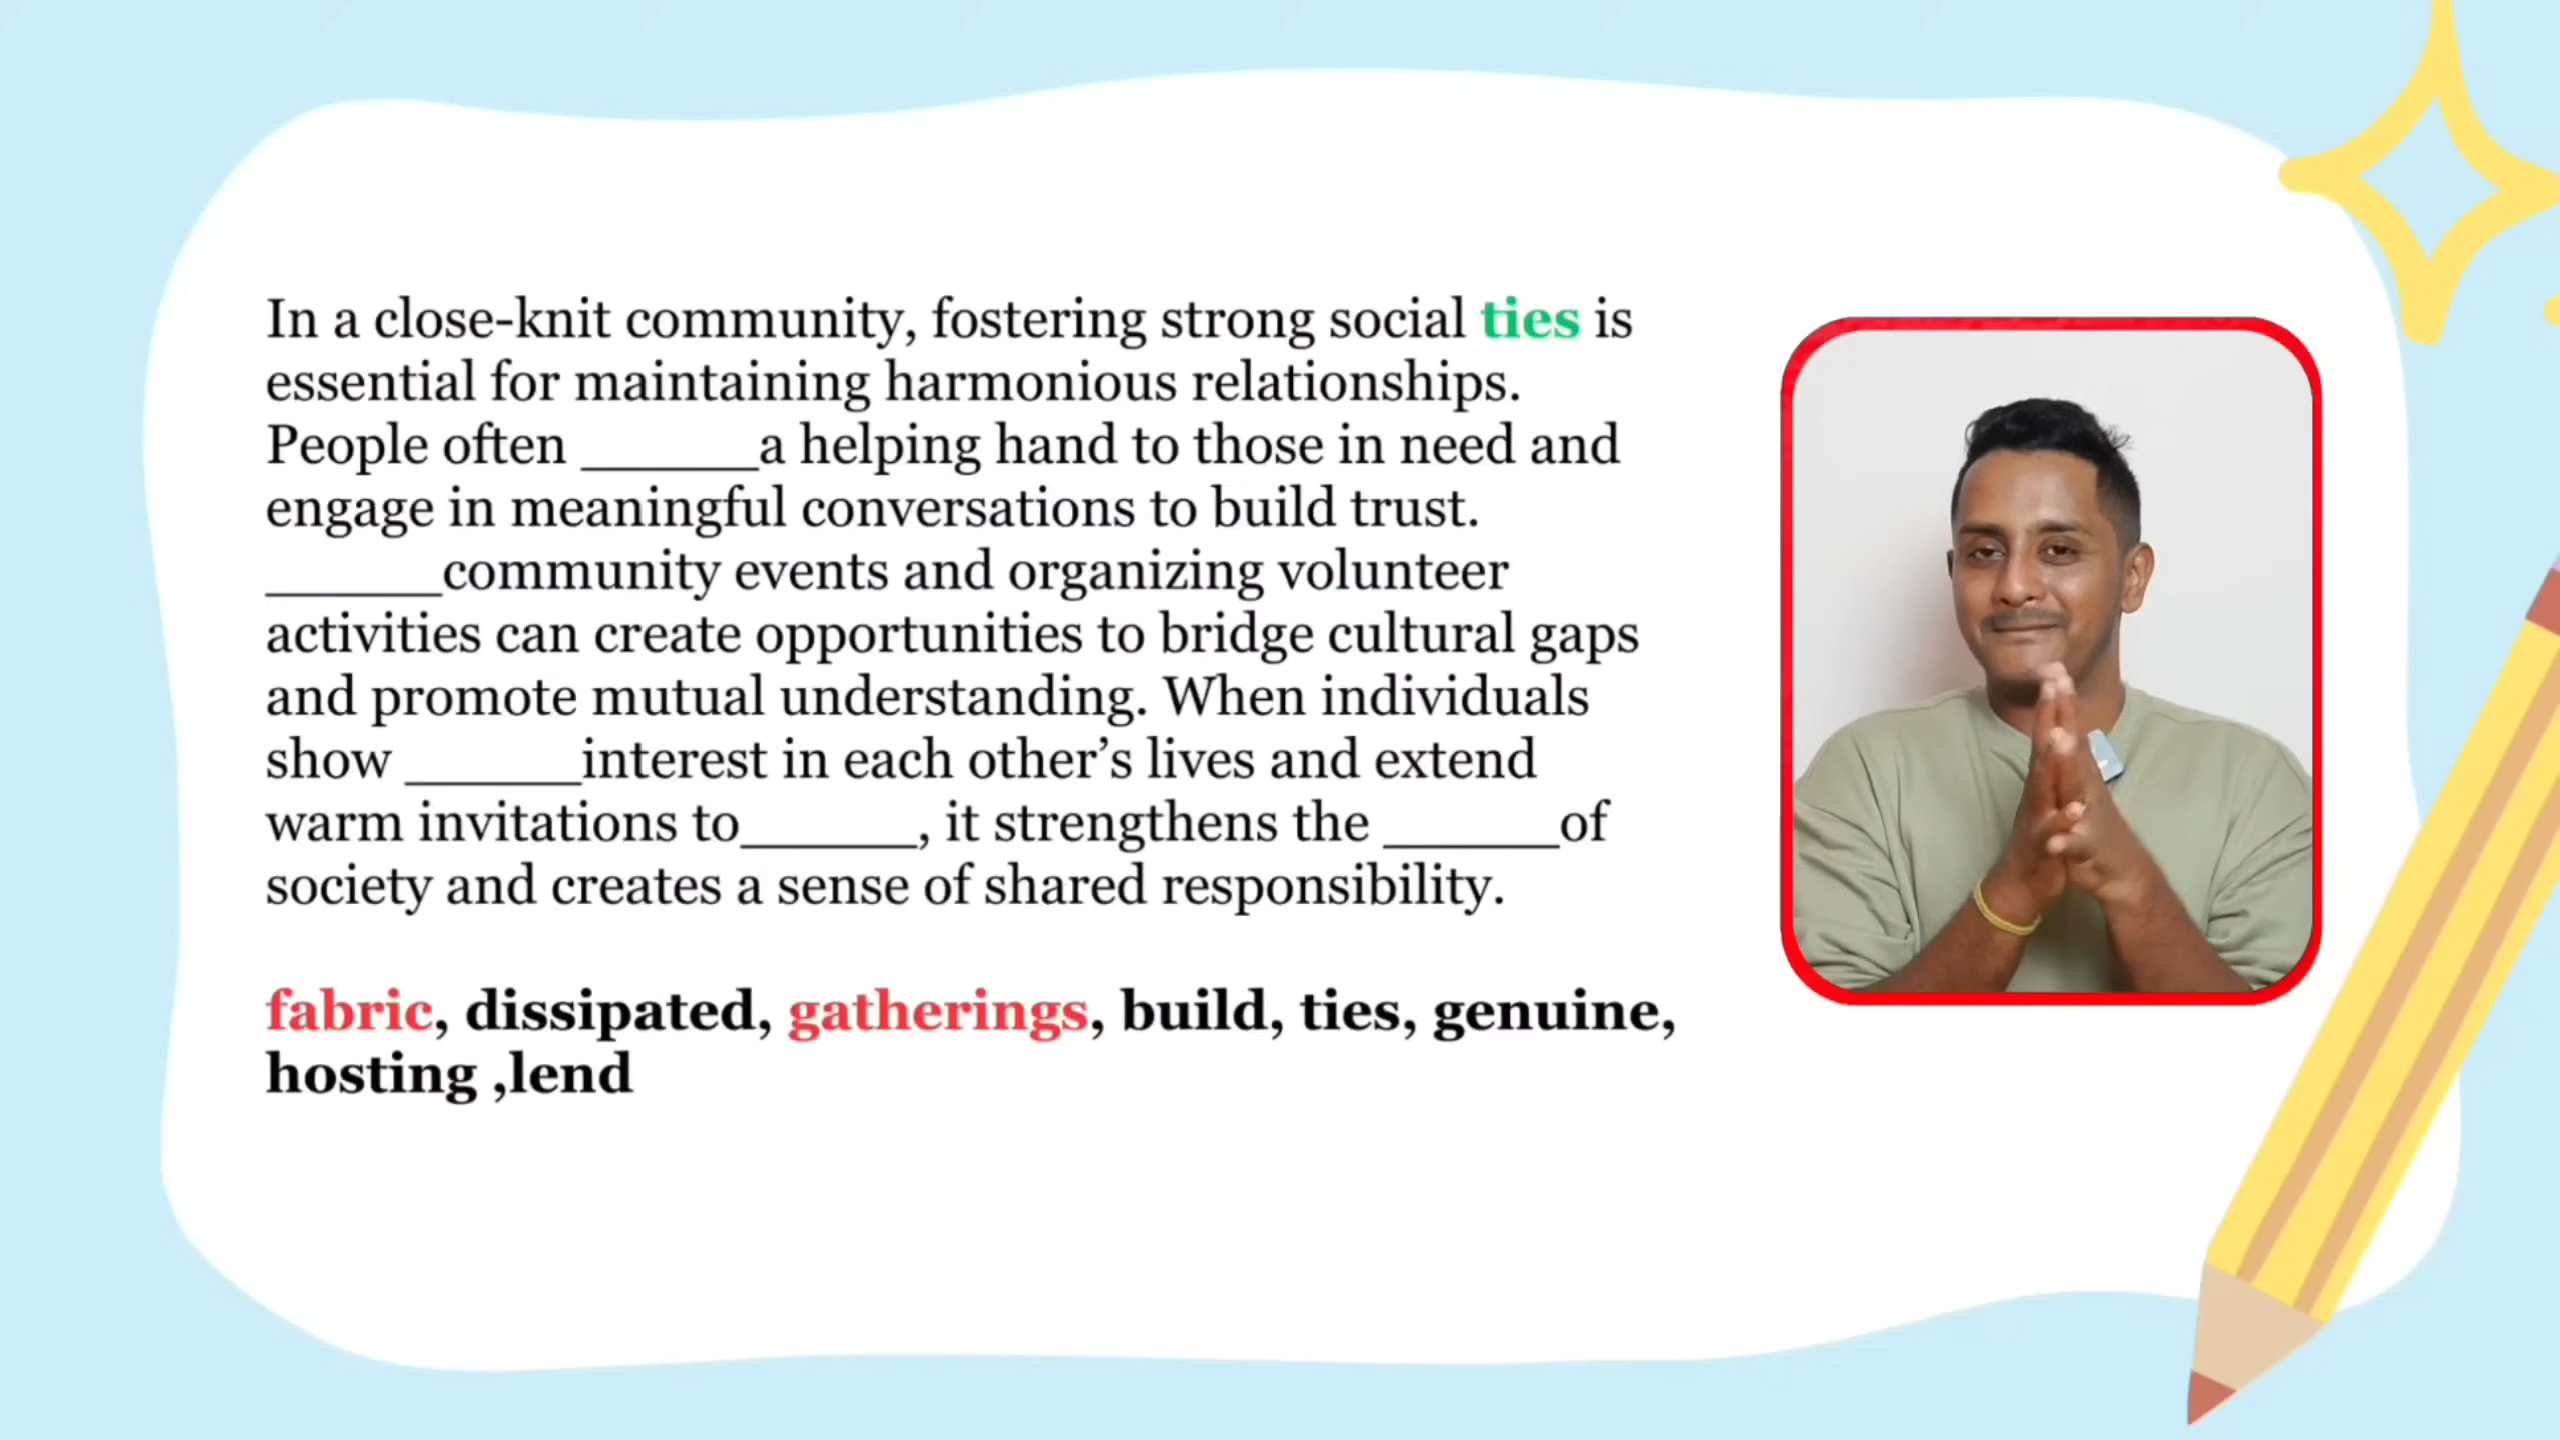 In a close-knit community, fostering strong social ties is
essential for maintaining harmonious relationships.
People often ______a helping hand to those in need and
engage in meaningful conversations to build trust.
______community events and organizing volunteer
activities can create opportunities to bridge cultural gaps
and promote mutual understanding. When individuals
show ______interest in each other’s lives and extend
warm invitations to______, it strengthens the ______of
society and creates a sense of shared responsibility.
fabric, dissipated, gatherings, build, ties, genuine,
hosting ,lend